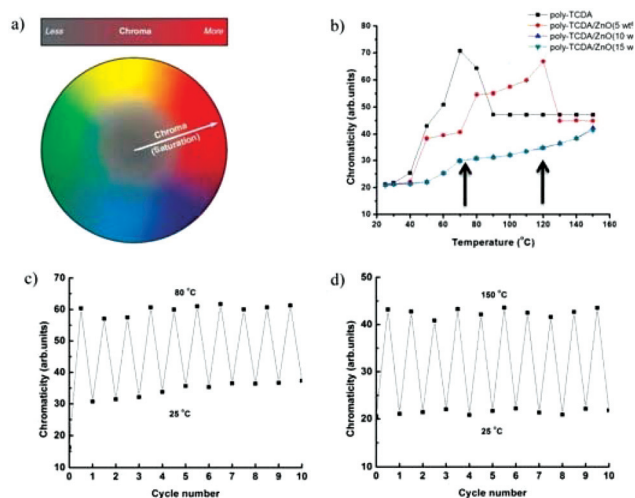 a)
Less Chroma More
Chroma
(Saturation)
b)
poly-TCDA
poly-TCDA/ZnO(5 wt%
poly-TCDA/ZnO(10 w
poly-TCDA/ZnO(15 w
Chromaticity (arb.units)
80
70
60
50
40
30
20
10
20 40 60 80 100 120 140 160
Temperature (°C)
c)
Chromaticity (arb.units)
70
60
50
40
30
20
10
80 °C
25 °C
0 1 2 3 4 5 6 7 8 9 10
Cycle number
d)
Chromaticity (arb.units)
50
40
30
20
10
150 °C
25 °C
0 1 2 3 4 5 6 7 8 9 10
Cycle number